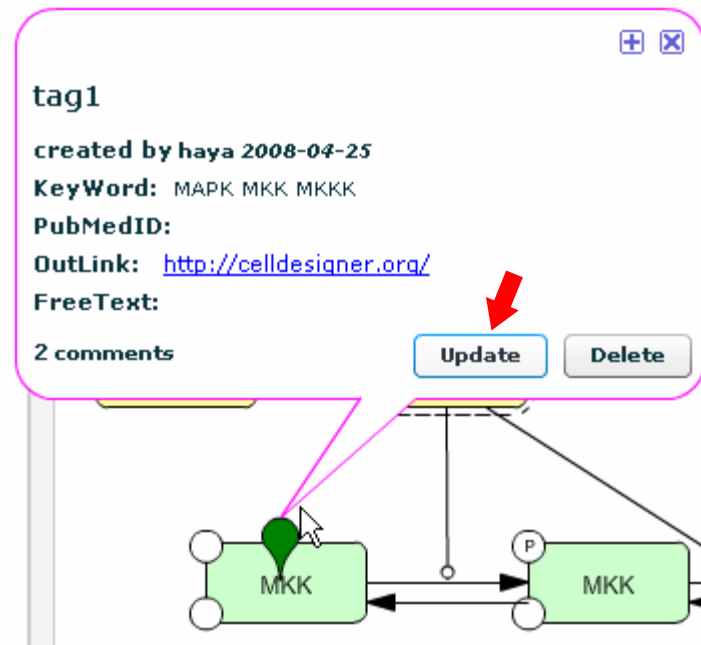 tag1
created by haya 2008-04-25
KeyWord: MAPK MKK MKKK
PubMedID:
OutLink: http://celldesigner.org/
FreeText:
2 comments Update Delete
P
MKK MKK